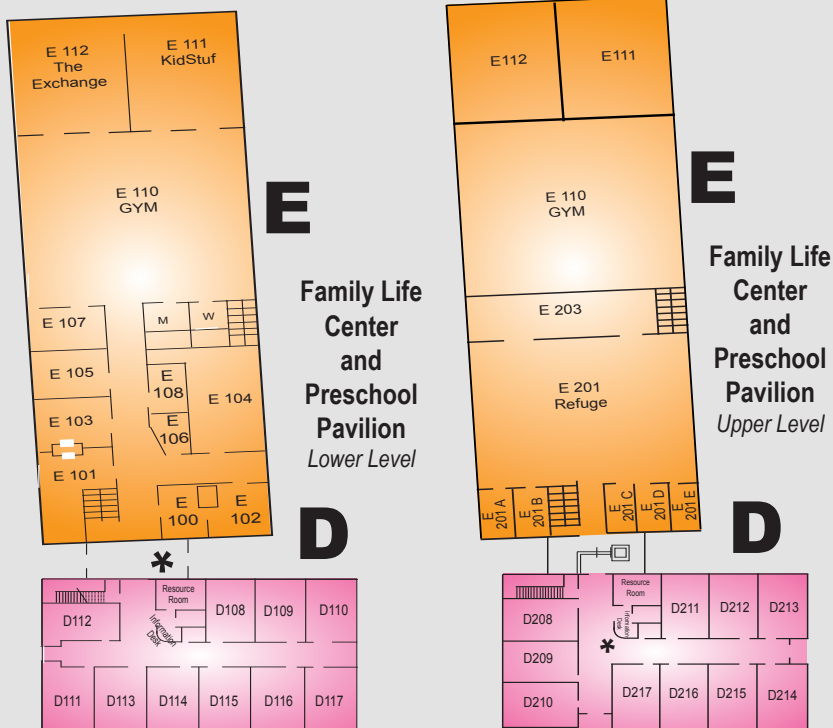 E 112
The
Exchange
E 111
KidStuf
E 110
GYM
E
Family Life
Center
and
Preschool
Pavilion
Lower Level
E 107
M
W
E 105
E
108
E 104
E 103
E
106
E 101
E
100
E
102
D
*
Resource
Room
D112
Information
Desk
D108
D109
D110
D111
D113
D114
D115
D116
D117
E112
E111
E 110
GYM
E
Family Life
Center
and
Preschool
Pavilion
Upper Level
E 203
E 201
Refuge
E
201 A
E
201 B
E
201 C
E
201 D
E
201 E
D
Resource
Room
D208
Information
Desk
*
D211
D212
D213
D209
D210
D217
D216
D215
D214